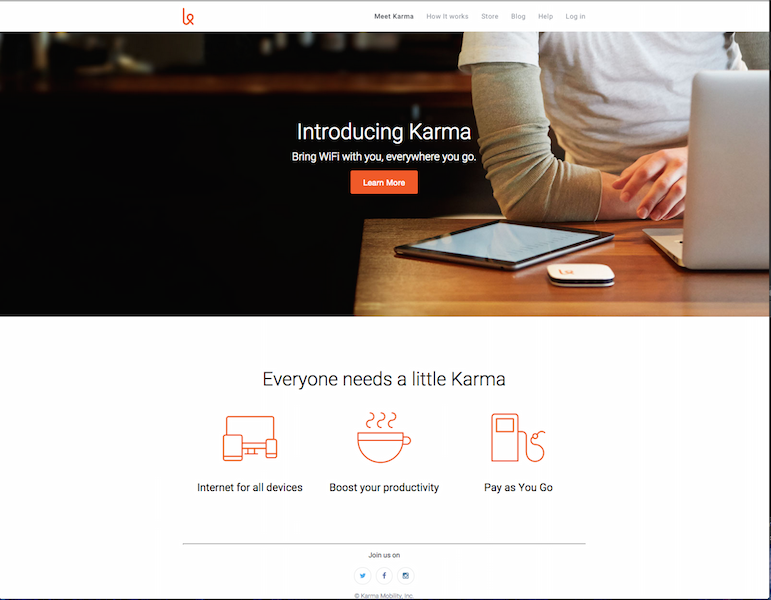 Meet Karma How It works Store Blog Help Log in
Introducing Karma
Bring WiFi with you, everywhere you go.
Learn More
Everyone needs a little Karma
Internet for all devices Boost your productivity Pay as You Go
Join us on
© Karma Mobility, Inc.